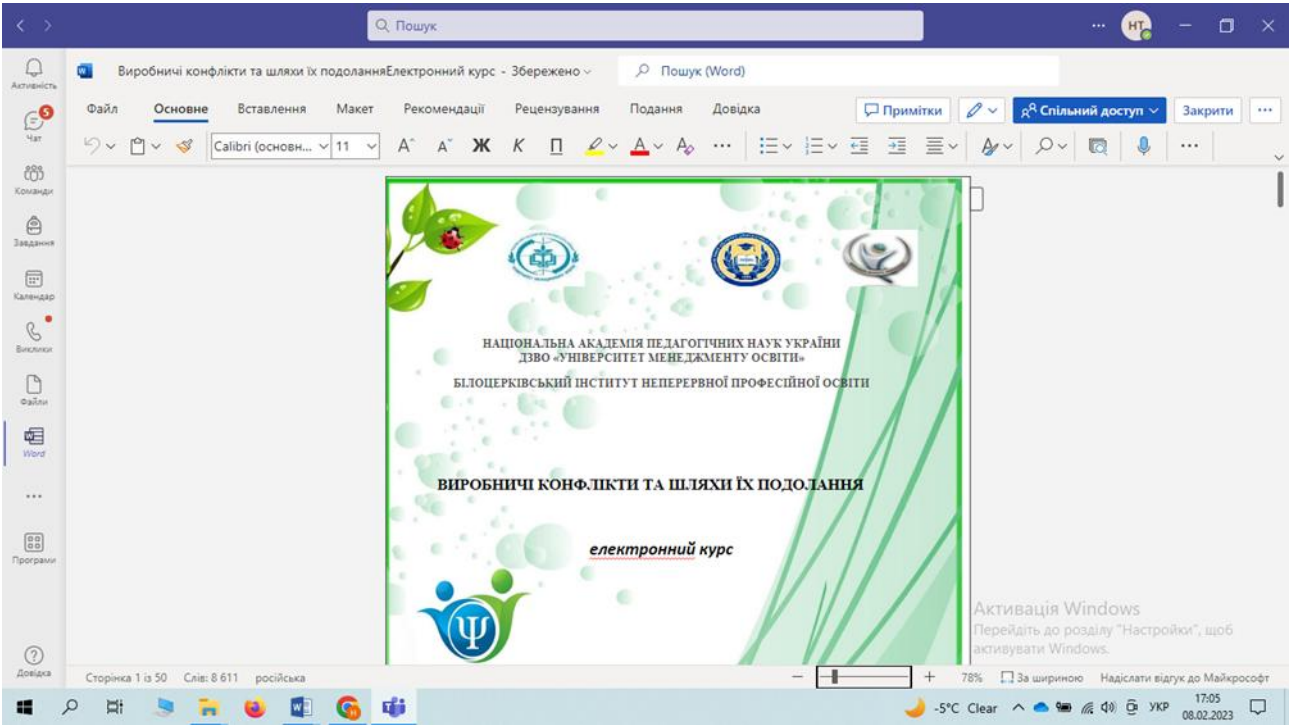 Пошук
НТ
Виробничі конфлікти та шляхи їх подоланняЕлектронний курс - Збережено
Пошук (Word)
Файл Основне Вставлення Макет Рекомендації Рецензування Подання Довідка
Примітки
Спільний доступ
Закрити
Calibri (основн... 11
Ж К П
Активність
5
Чат
Команди
Завдання
Календар
Виклики
Файли
Word
Програми
Довідка
НАЦІОНАЛЬНА АКАДЕМІЯ ПЕДАГОГІЧНИХ НАУК УКРАЇНИ
ДЗВО «УНІВЕРСИТЕТ МЕНЕДЖМЕНТУ ОСВІТИ»
БІЛОЦЕРКІВСЬКИЙ ІНСТИТУТ НЕПЕРЕРВНОЇ ПРОФЕСІЙНОЇ ОСВІТИ
ВИРОБНИЧІ КОНФЛІКТИ ТА ШЛЯХИ ЇХ ПОДОЛАННЯ
електронний курс
Ψ
Активація Windows
Перейдіть до розділу "Настройки", щоб
активувати Windows.
Сторінка 1 із 50 Слів: 8 611 російська
78% За шириною Надіслати відгук до Майкрософт
-5°C Clear
УКР
17:05
08.02.2023